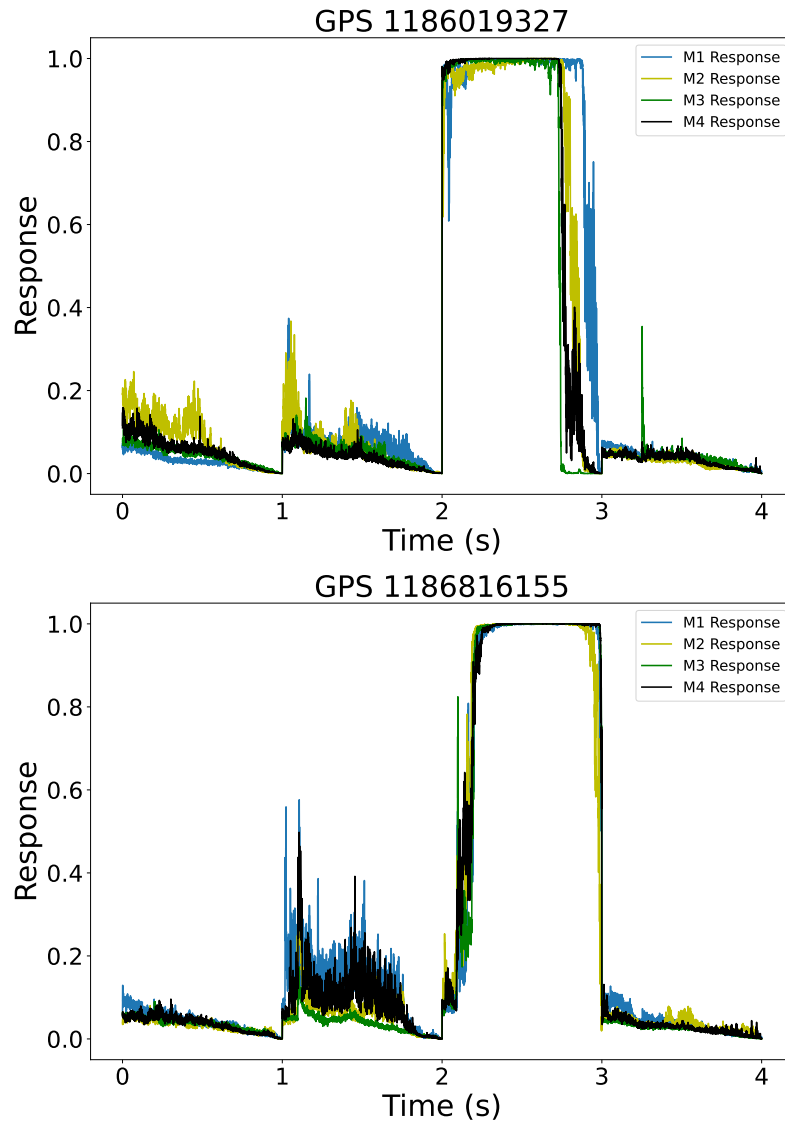 GPS 1186019327
1.0
0.8
0.6
0.4
0.2
0.0
Response
M1 Response
M2 Response
M3 Response
M4 Response
0 1 2 3 4
Time (s)
GPS 1186816155
1.0
0.8
0.6
0.4
0.2
0.0
Response
M1 Response
M2 Response
M3 Response
M4 Response
0 1 2 3 4
Time (s)